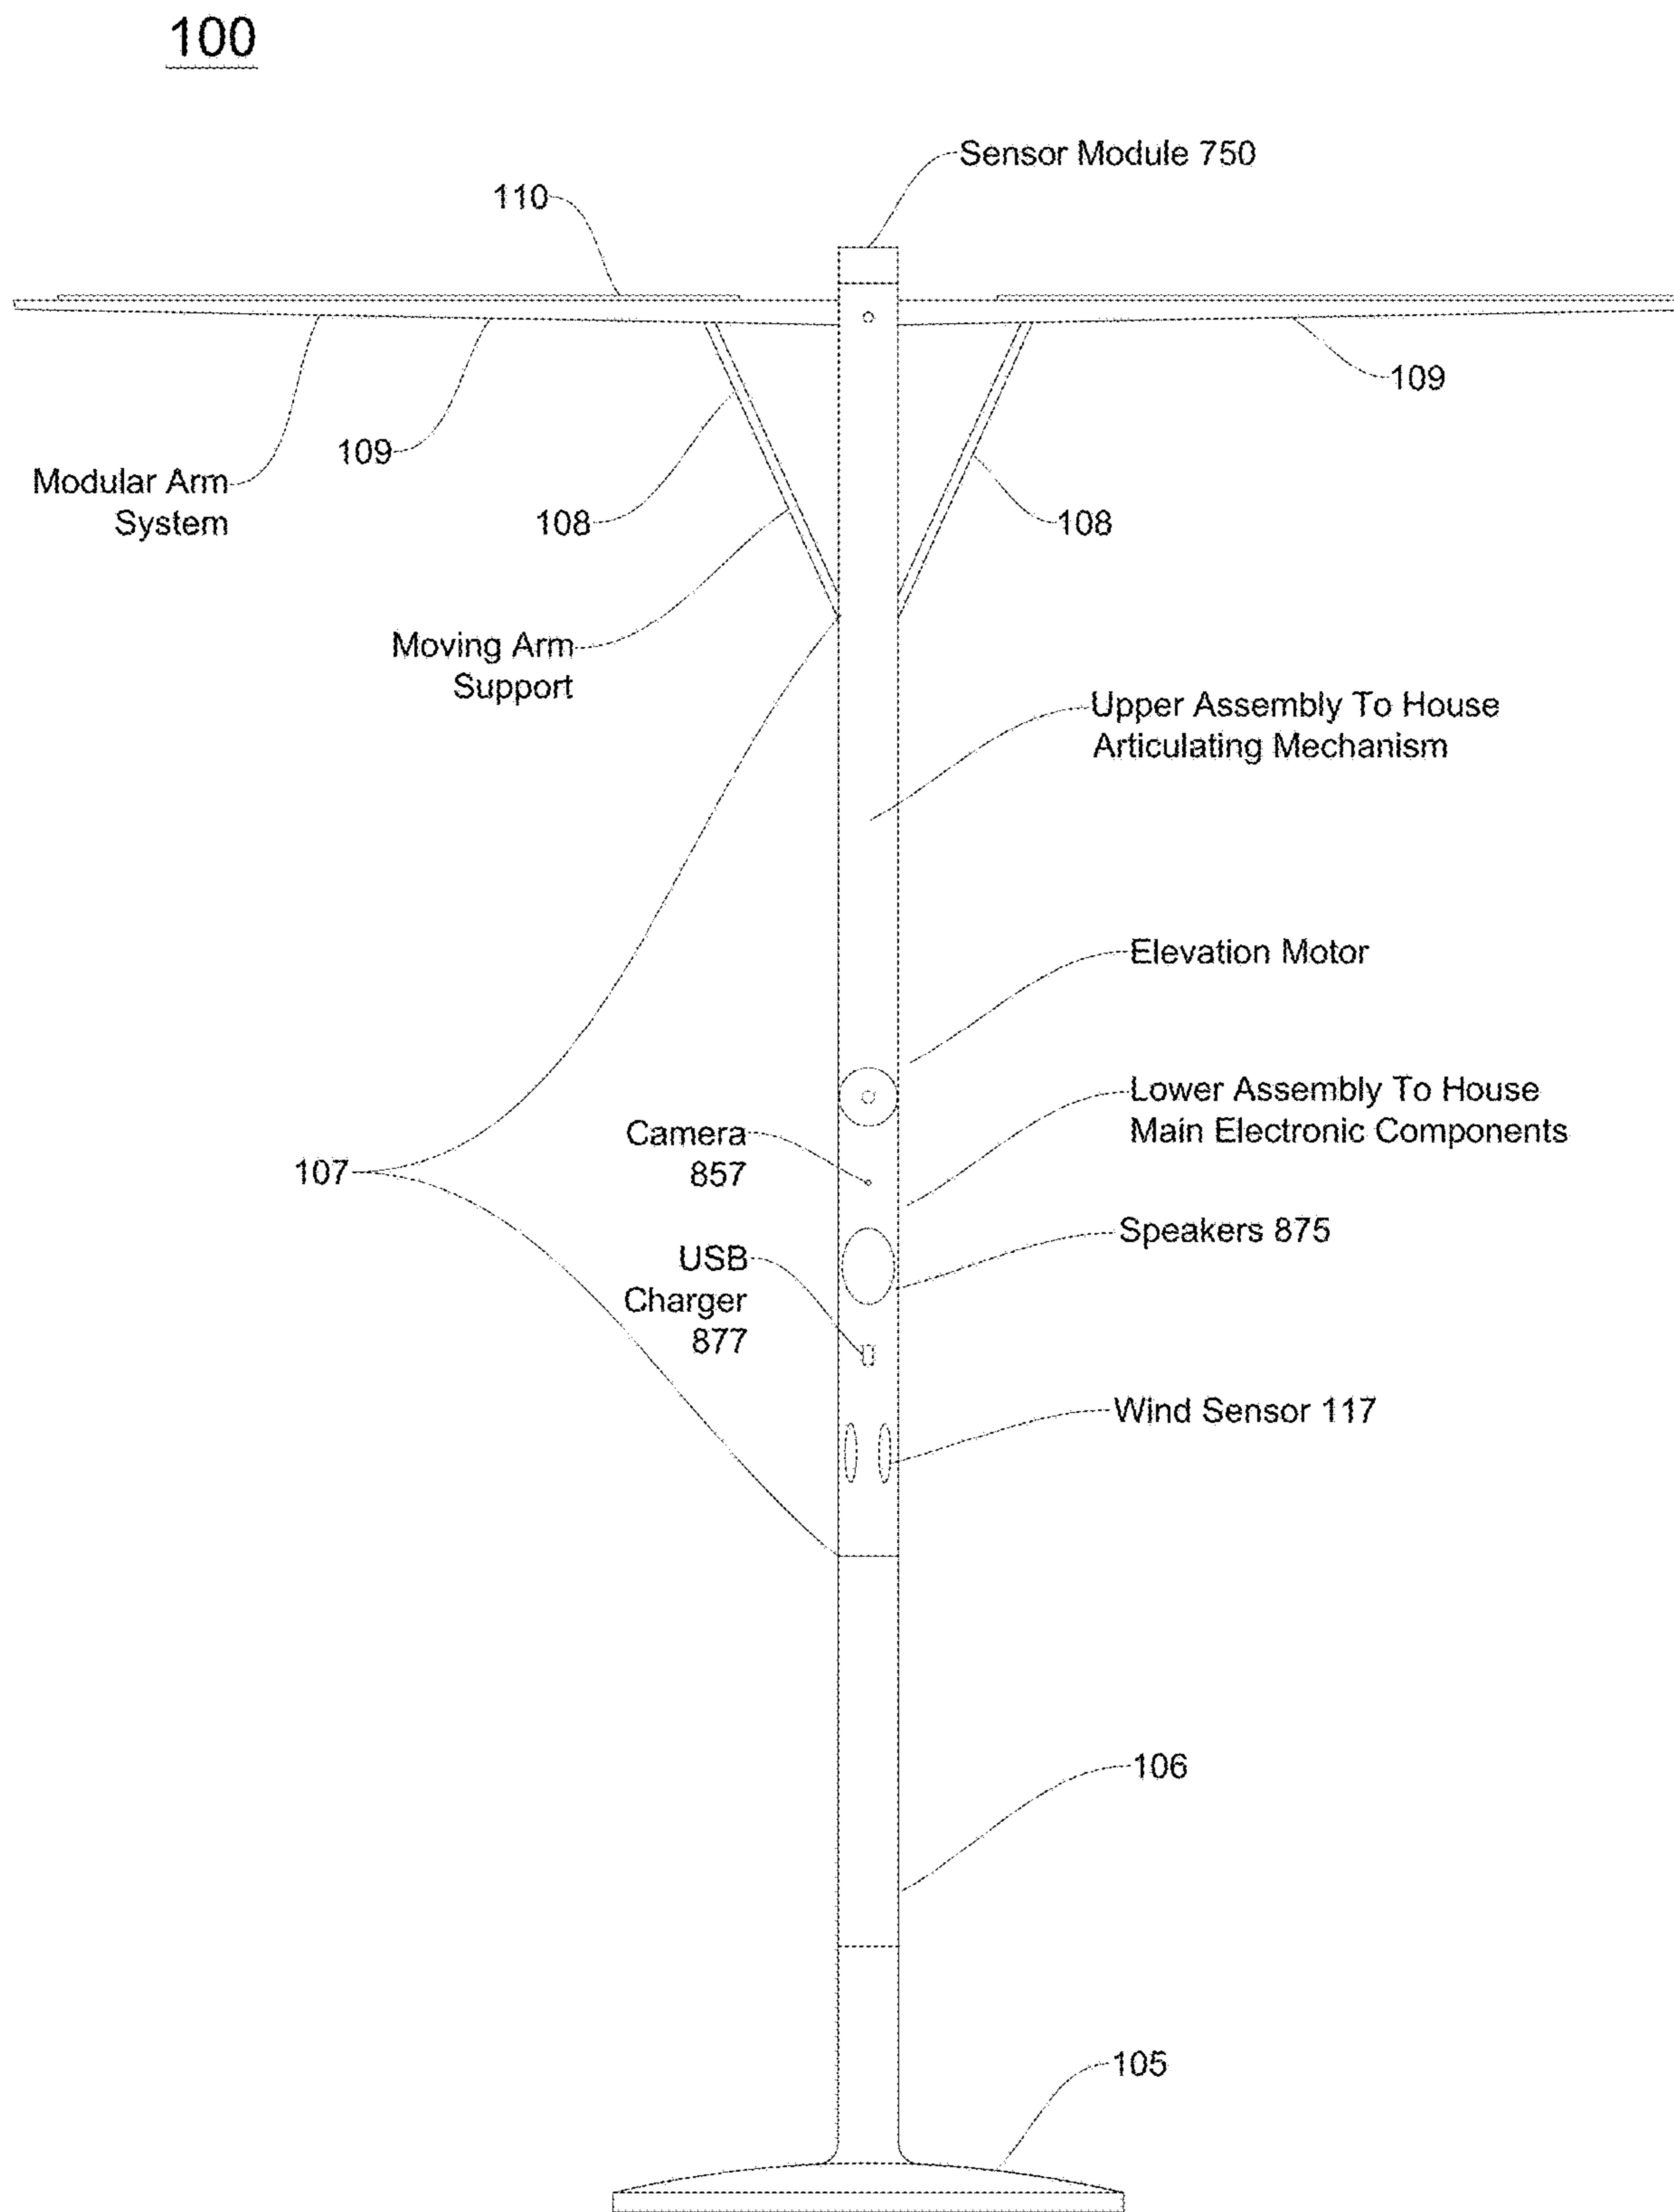 100
Sensor Module 750
110
109
109
Modular Arm
System
108
108
Moving Arm
Support
Upper Assembly To House
Articulating Mechanism
Elevation Motor
Lower Assembly To House
Main Electronic Components
Camera
857
107
Speakers 875
USB
Charger
877
Wind Sensor 117
106
105